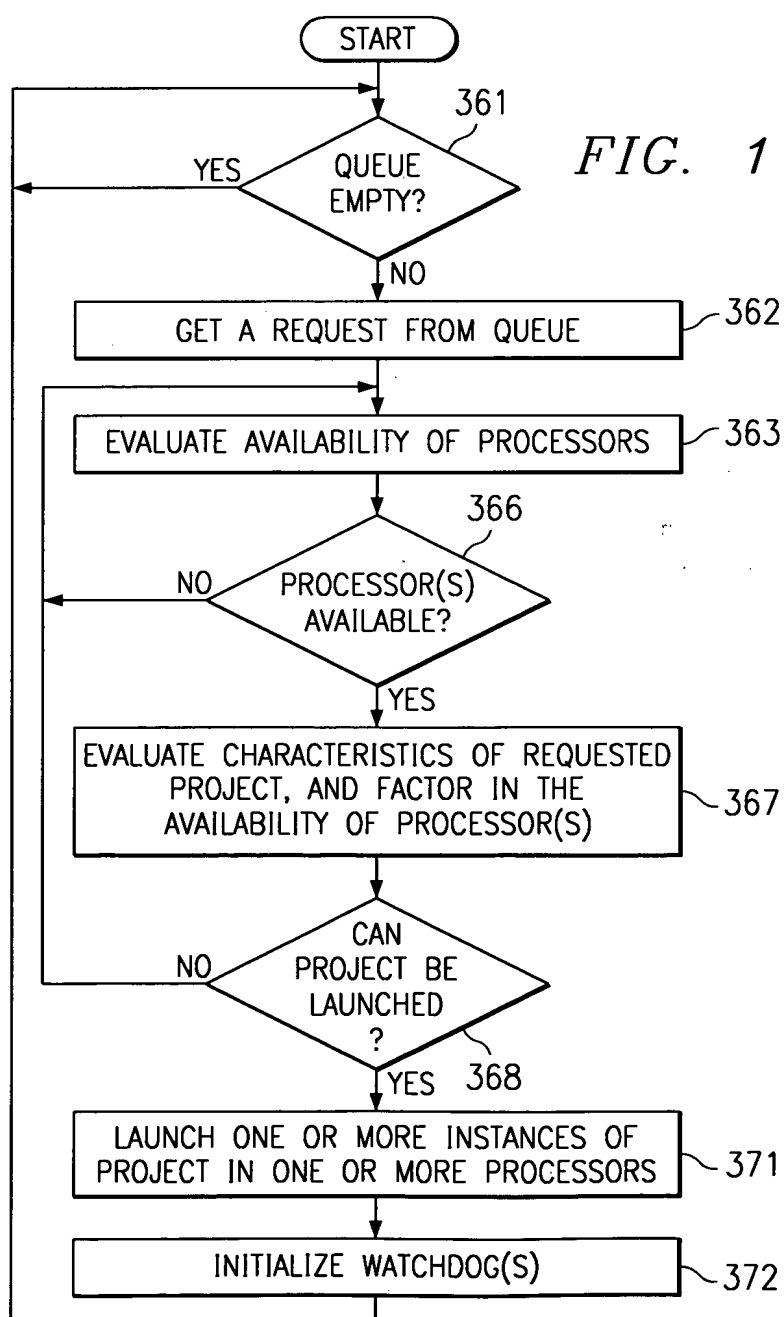 START
361
FIG. 1
YES
QUEUE
EMPTY?
NO
GET A REQUEST FROM QUEUE
362
EVALUATE AVAILABILITY OF PROCESSORS
363
366
NO
PROCESSOR(S)
AVAILABLE?
YES
EVALUATE CHARACTERISTICS OF REQUESTED
PROJECT, AND FACTOR IN THE
AVAILABILITY OF PROCESSOR(S)
367
CAN
PROJECT BE
LAUNCHED
?
NO
368
YES
LAUNCH ONE OR MORE INSTANCES OF
PROJECT IN ONE OR MORE PROCESSORS
371
INITIALIZE WATCHDOG(S)
372